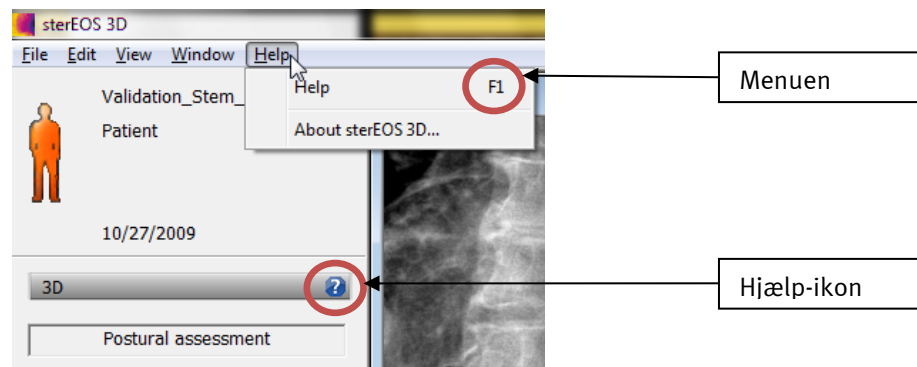 sterEOS 3D
File Edit View Window Help
Help F1
About sterEOS 3D...
Validation_Stem_
Patient
10/27/2009
3D ?
Postural assessment
Menuen
Hjælp-ikon